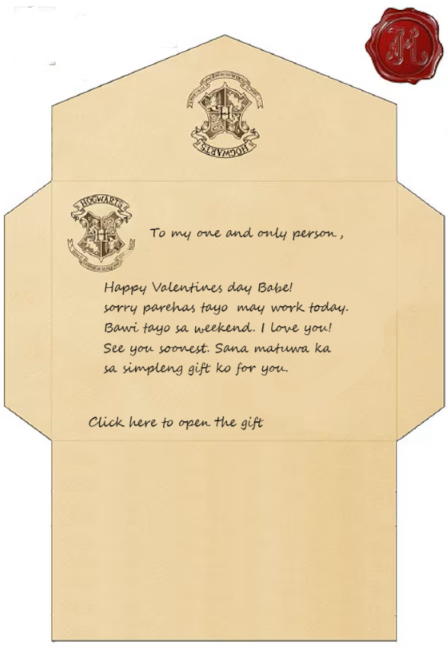 HOGWARTS
HOGWARTS
To my one and only person,
Happy Valentines day Babe!
sorry parehas tayo may work today.
Bawi tayo sa weekend. I love you!
See you soonest. Sana matuwa ka
sa simpleng gift ko for you.
Click here to open the gift